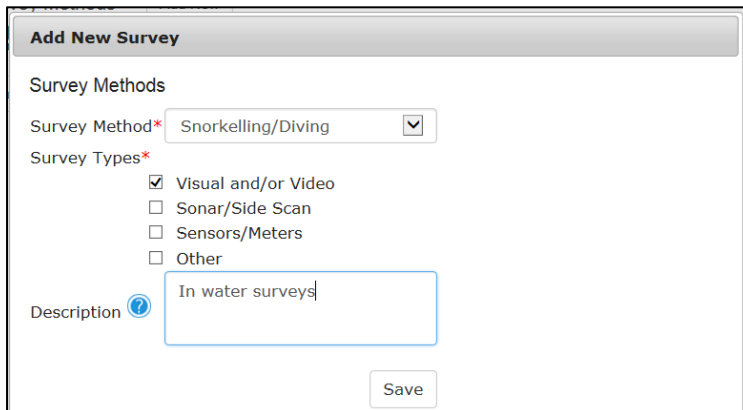 Add New Survey
Survey Methods
Survey Method* Snorkelling/Diving
Survey Types*
Visual and/or Video
Sonar/Side Scan
Sensors/Meters
Other
In water surveys
Description ?
Save